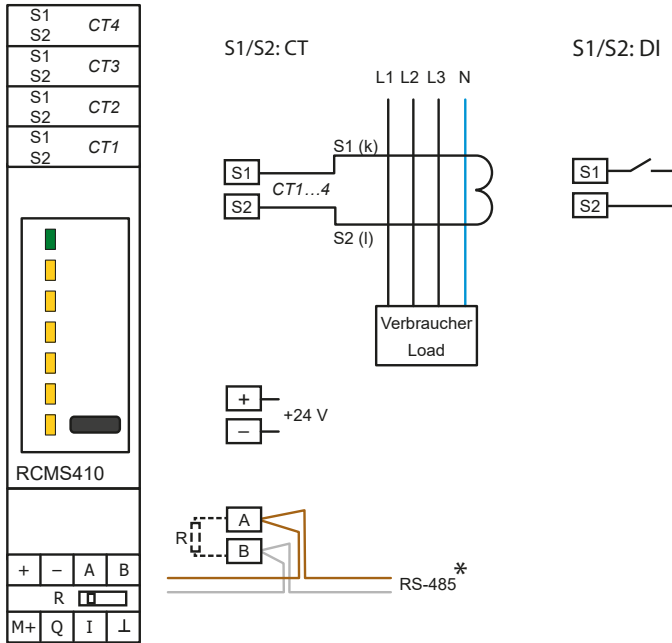 S1
S2 CT4
S1
S2 CT3
S1
S2 CT2
S1
S2 CT1
RCMS410
+ − A B
R
M+ Q I ⊥
S1/S2: CT
L1 L2 L3 N
S1 (k)
S1
CT1…4
S2
S2 (l)
Verbraucher
Load
+
−
+24 V
R
A
B
RS-485*
S1/S2: DI
S1
S2